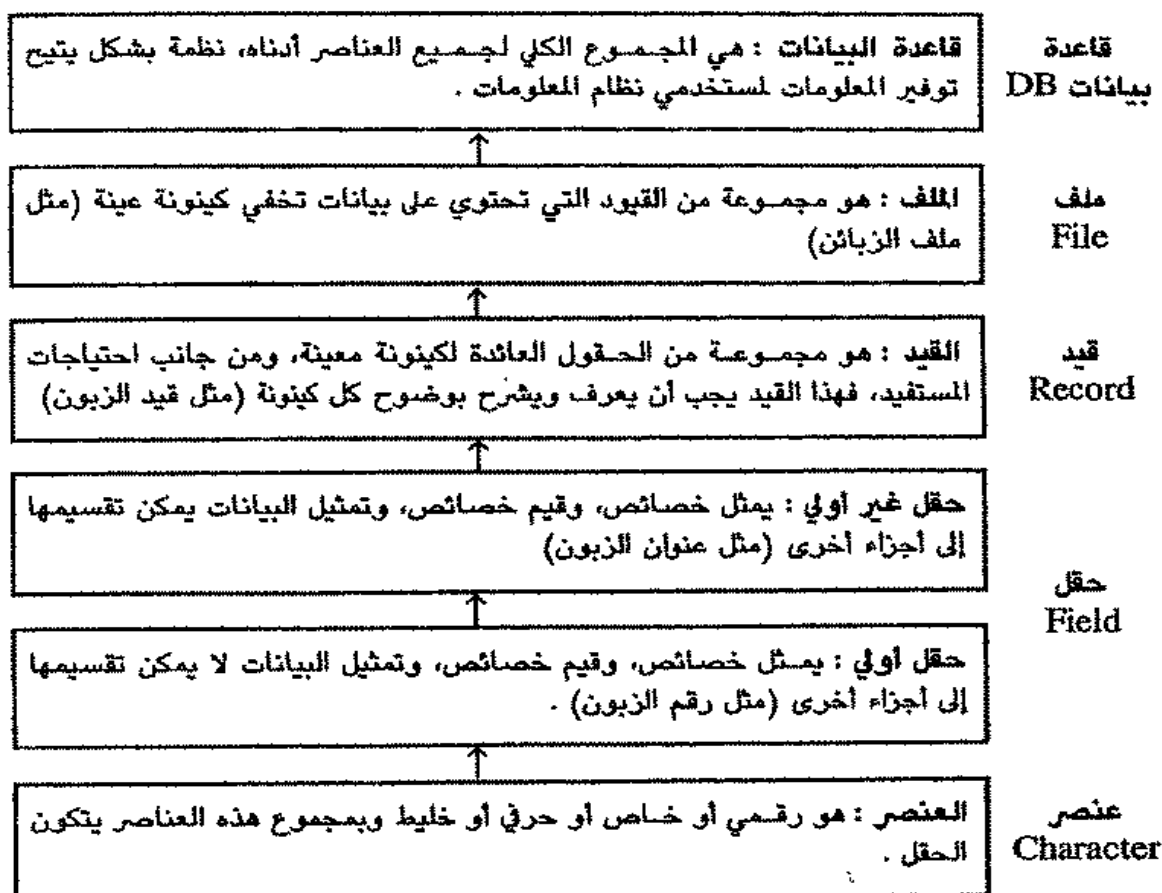 قاعدة البيانات : هي المجموع الكلي لجميع العناصر أدناه، نظمة بشكل يتيح
توفير المعلومات لمستخدمي نظام المعلومات .
قاعدة
بيانات DB
الملف : هو مجموعة من القيود التي تحتوي على بيانات تخفي كينونة عينة (مثل
ملف الزبائن)
ملف
File
القيد : هو مجموعة من الحقول العائدة لكينونة معينة، ومن جانب احتياجات
المستفيد، فهذا القيد يجب أن يعرف ويشرح بوضوح كل كينونة (مثل قيد الزبون)
قيد
Record
حقل غير أولي : يمثل خصائص، وقيم خصائص، وتمثيل البيانات يمكن تقسيمها
إلى أجزاء أخرى (مثل عنوان الزبون)
حقل
Field
حقل أولي : يمثل خصائص، وقيم خصائص، وتمثيل البيانات لا يمكن تقسيمها
إلى أجزاء أخرى (مثل رقم الزبون) .
العنصر : هو رقمي أو خاص أو حرفي أو خليط وبمجموع هذه العناصر يتكون
الحقل .
عنصر
Character